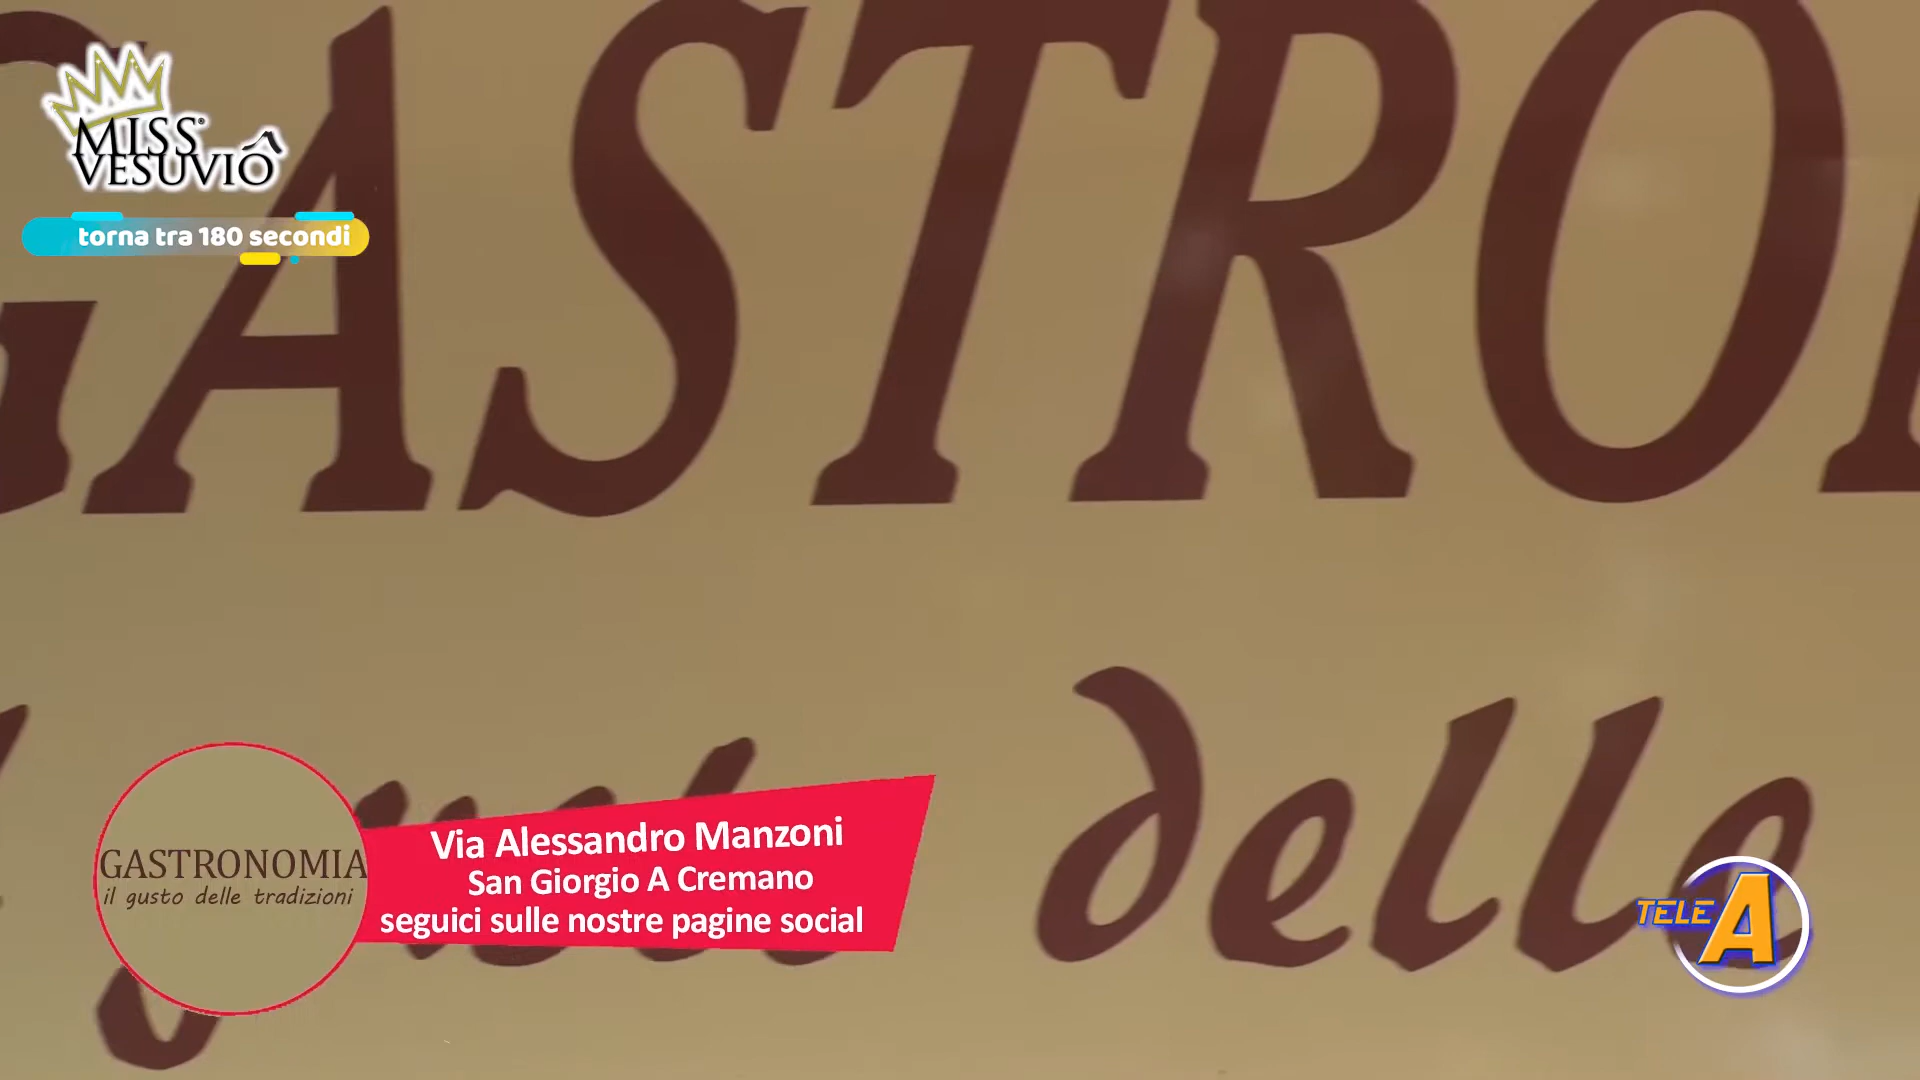 GASTRO
MISS®
VESUVIO
torna tra 180 secondi
delle
GASTRONOMIA
il gusto delle tradizioni
Via Alessandro Manzoni
San Giorgio A Cremano
seguici sulle nostre pagine social
TELE A